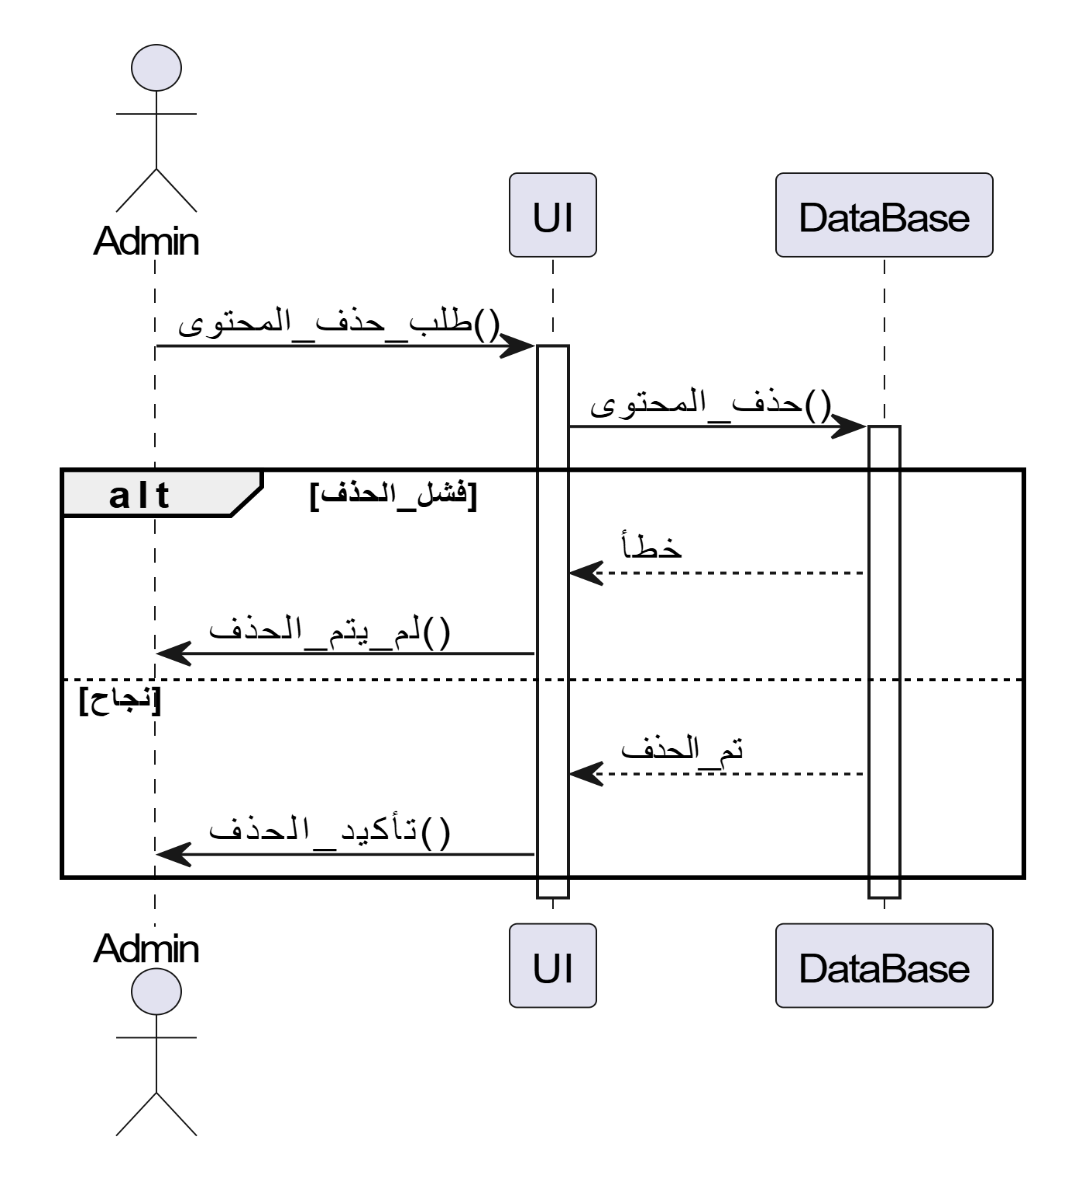 Admin
UI
DataBase
طلب_حذف_المحتوى()
حذف_المحتوى()
alt
[فشل_الحذف]
خطأ
لم_يتم_الحذف()
[نجاح]
تم_الحذف
تأكيد_الحذف()
Admin
UI
DataBase